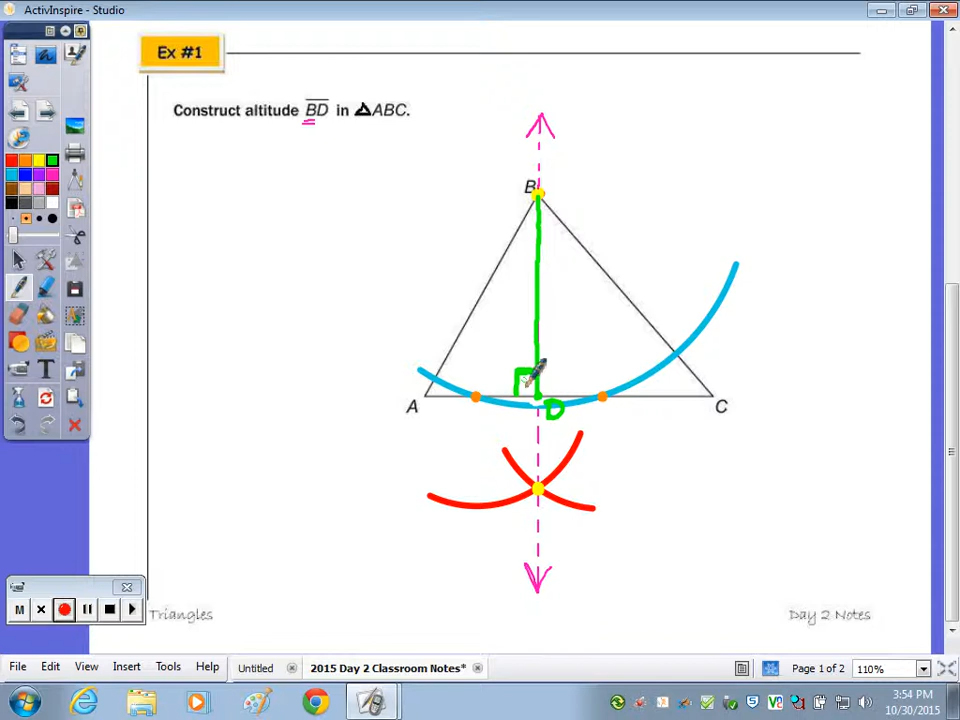 ActivInspire - Studio
Ex #1
Construct altitude BD in △ABC.
B
A
D
C
M
Triangles
Day 2 Notes
File Edit View Insert Tools Help Untitled 2015 Day 2 Classroom Notes* Page 1 of 2 110%
3:54 PM
10/30/2015